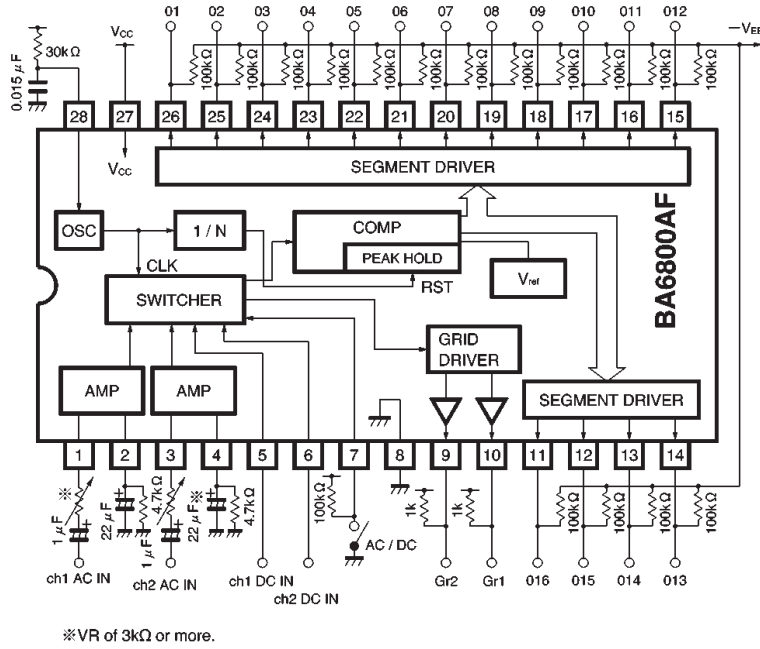 01 02 03 04 05 06 07 08 09 010 011 012
30kΩ
0.015 μF
Vcc
−VEE
100kΩ 100kΩ 100kΩ 100kΩ 100kΩ 100kΩ 100kΩ 100kΩ 100kΩ 100kΩ 100kΩ 100kΩ
28 27 26 25 24 23 22 21 20 19 18 17 16 15
Vcc
SEGMENT DRIVER
BA6800AF
OSC
1 / N
COMP
PEAK HOLD
CLK
RST
Vref
SWITCHER
GRID
DRIVER
AMP
AMP
SEGMENT DRIVER
1 2 3 4 5 6 7 8 9 10 11 12 13 14
※
1 μF
22 μF
4.7kΩ
1 μF
22 μF
※
4.7kΩ
100kΩ
1k
1k
100kΩ 100kΩ 100kΩ 100kΩ
AC / DC
ch1 AC IN
ch2 AC IN
ch1 DC IN
ch2 DC IN
Gr2 Gr1 016 015 014 013
※VR of 3kΩ or more.